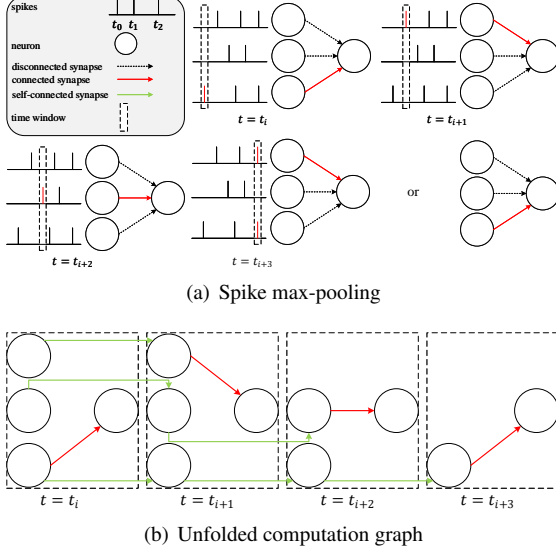 spikes
t₀ t₁ t₂
neuron
disconnected synapse
connected synapse
self-connected synapse
time window
t = tᵢ
t = tᵢ₊₁
or
t = tᵢ₊₂
t = tᵢ₊₃
(a) Spike max-pooling
t = tᵢ
t = tᵢ₊₁
t = tᵢ₊₂
t = tᵢ₊₃
(b) Unfolded computation graph